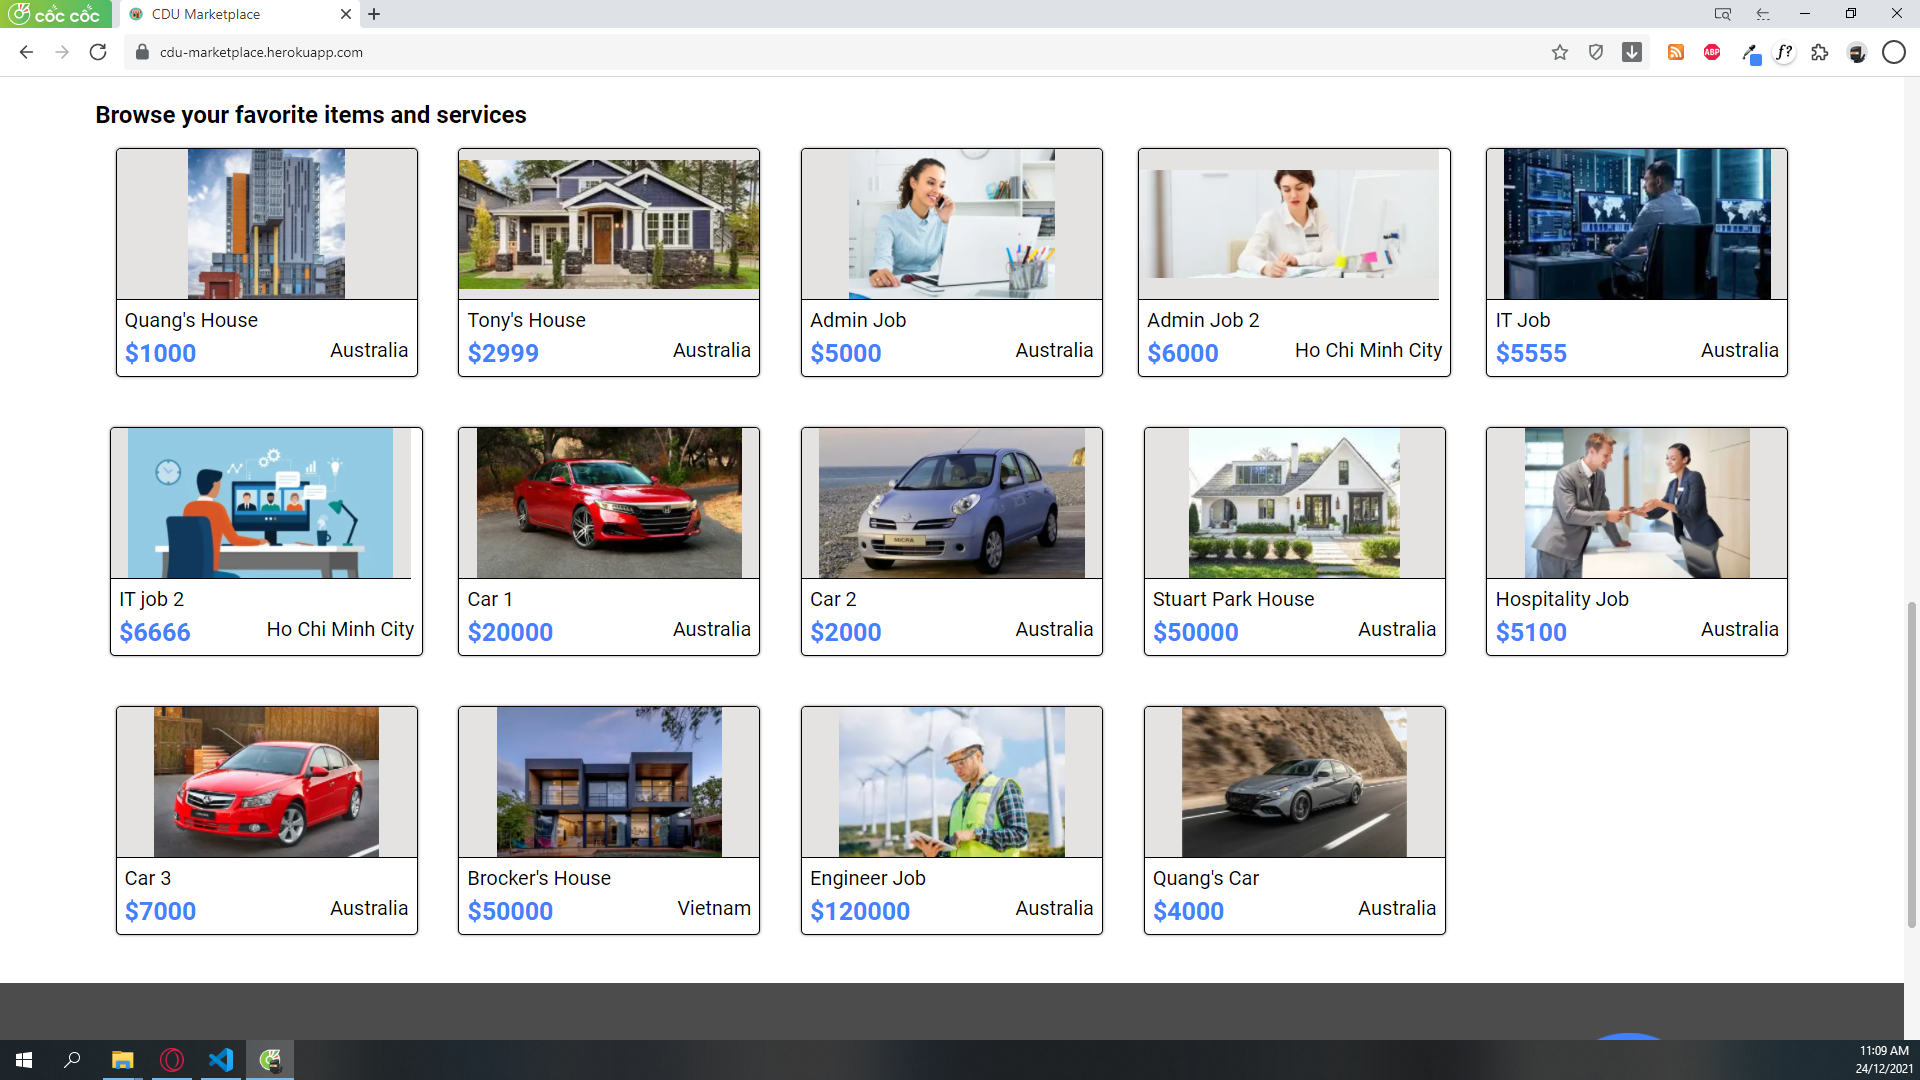 cốc cốc
CDU Marketplace
cdu-marketplace.herokuapp.com
ABP
f?
Browse your favorite items and services
Quang's House
$1000
Australia
Tony's House
$2999
Australia
Admin Job
$5000
Australia
Admin Job 2
$6000
Ho Chi Minh City
IT Job
$5555
Australia
MICRA
IT job 2
$6666
Ho Chi Minh City
Car 1
$20000
Australia
Car 2
$2000
Australia
Stuart Park House
$50000
Australia
Hospitality Job
$5100
Australia
Car 3
$7000
Australia
Brocker's House
$50000
Vietnam
Engineer Job
$120000
Australia
Quang's Car
$4000
Australia
11:09 AM
24/12/2021